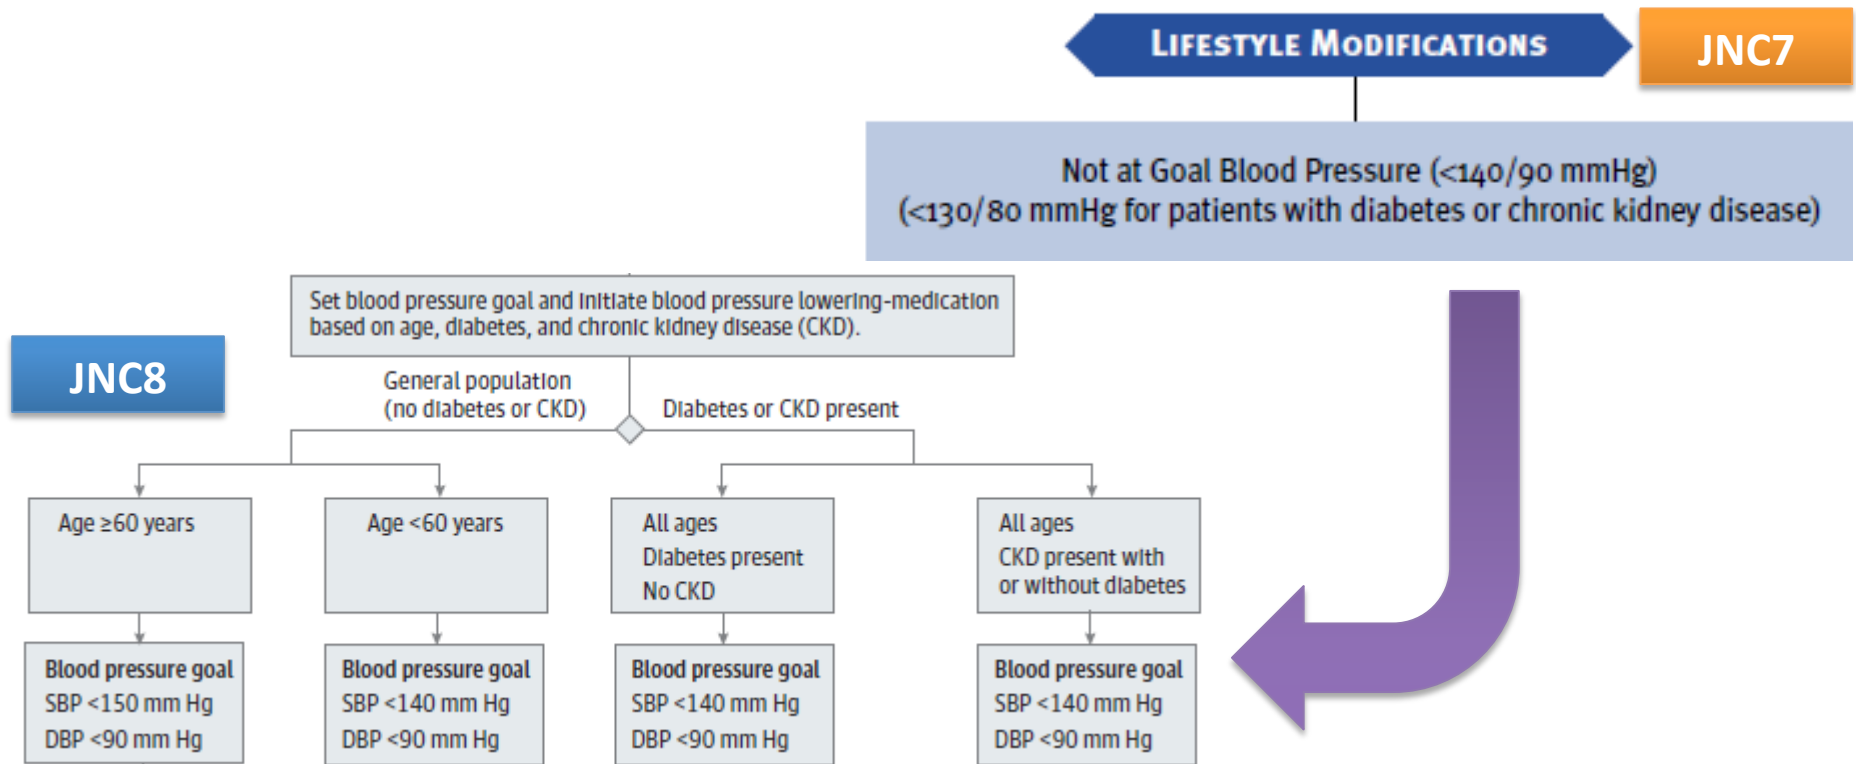 LIFESTYLE MODIFICATIONS
JNC7
Not at Goal Blood Pressure (<140/90 mmHg)
(<130/80 mmHg for patients with diabetes or chronic kidney disease)
Set blood pressure goal and initiate blood pressure lowering-medication
based on age, diabetes, and chronic kidney disease (CKD).
JNC8
General population
(no diabetes or CKD)
Diabetes or CKD present
Age ≥60 years
Age <60 years
All ages
Diabetes present
No CKD
All ages
CKD present with
or without diabetes
Blood pressure goal
SBP <150 mm Hg
DBP <90 mm Hg
Blood pressure goal
SBP <140 mm Hg
DBP <90 mm Hg
Blood pressure goal
SBP <140 mm Hg
DBP <90 mm Hg
Blood pressure goal
SBP <140 mm Hg
DBP <90 mm Hg